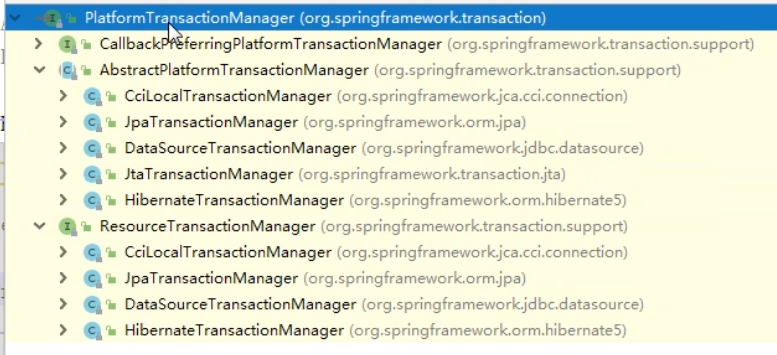 PlatformTransactionManager (org.springframework.transaction)
CallbackPreferringPlatformTransactionManager (org.springframework.transaction.support)
AbstractPlatformTransactionManager (org.springframework.transaction.support)
CciLocalTransactionManager (org.springframework.jca.cci.connection)
JpaTransactionManager (org.springframework.orm.jpa)
DataSourceTransactionManager (org.springframework.jdbc.datasource)
JtaTransactionManager (org.springframework.transaction.jta)
HibernateTransactionManager (org.springframework.orm.hibernate5)
ResourceTransactionManager (org.springframework.transaction.support)
CciLocalTransactionManager (org.springframework.jca.cci.connection)
JpaTransactionManager (org.springframework.orm.jpa)
DataSourceTransactionManager (org.springframework.jdbc.datasource)
HibernateTransactionManager (org.springframework.orm.hibernate5)